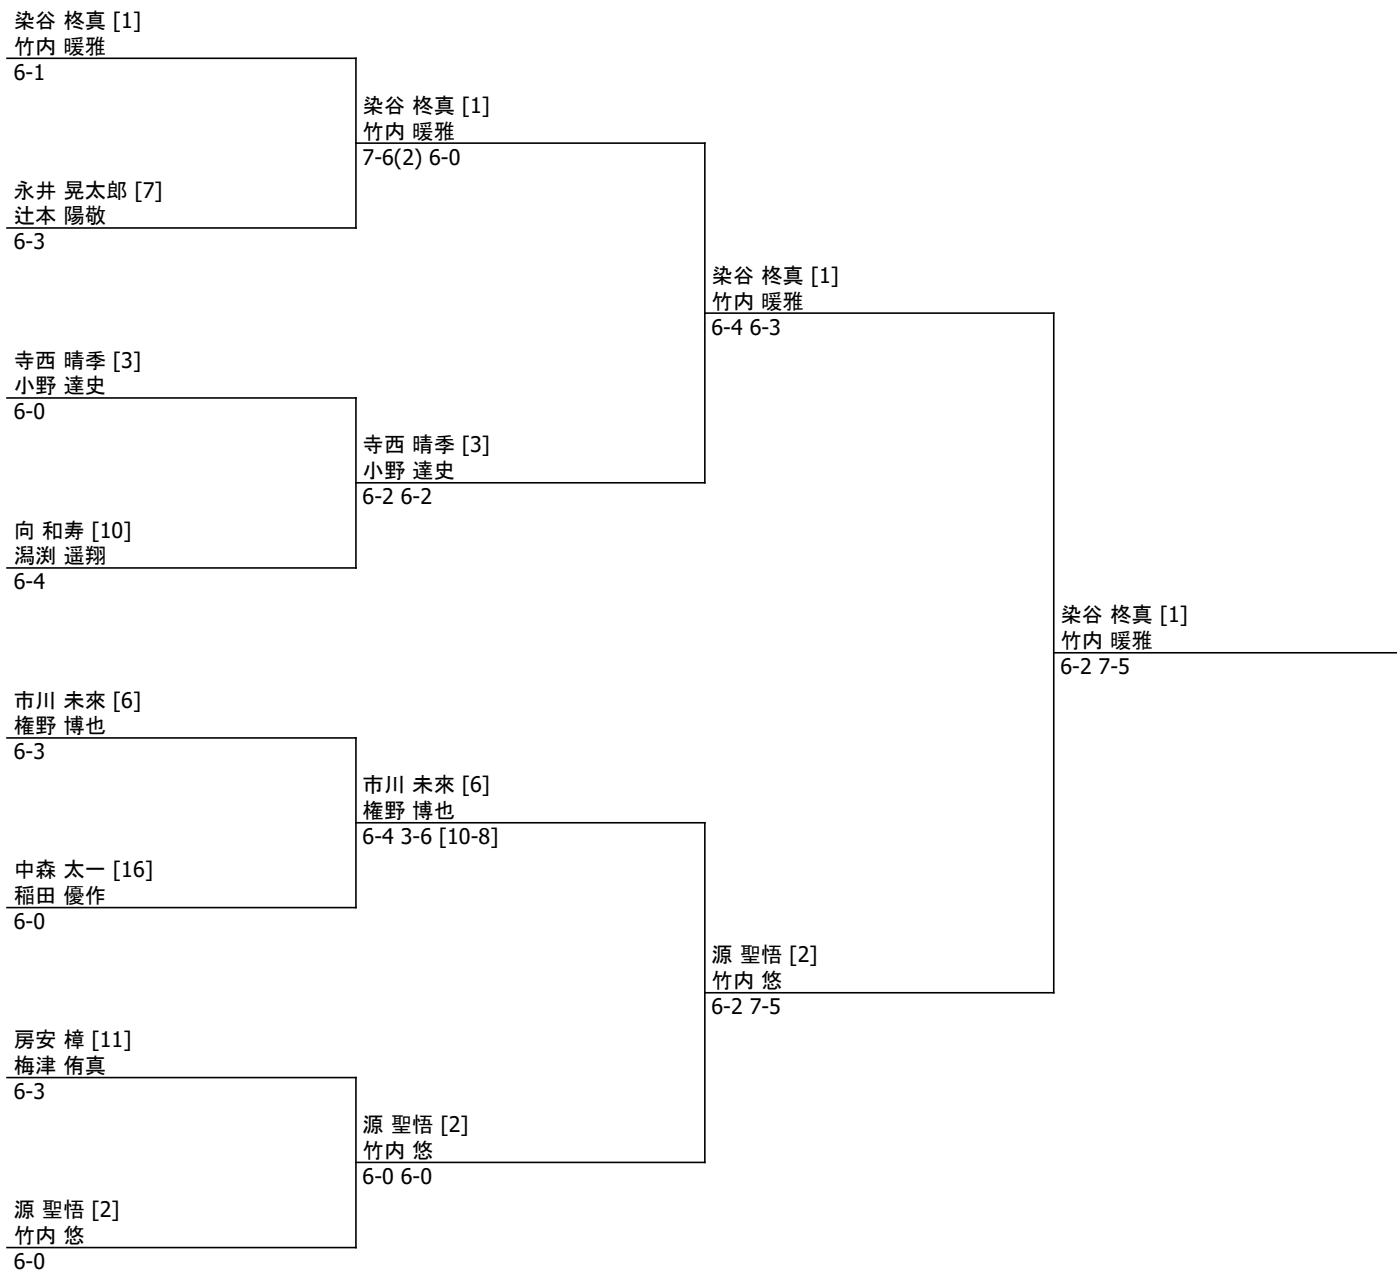 染谷 柊真 [1]
竹内 暖雅
6-1
永井 晃太郎 [7]
辻本 陽敬
6-3
寺西 晴季 [3]
小野 達史
6-0
向 和寿 [10]
潟渕 遥翔
6-4
市川 未來 [6]
権野 博也
6-3
中森 太一 [16]
稲田 優作
6-0
房安 樟 [11]
梅津 侑真
6-3
源 聖悟 [2]
竹内 悠
6-0
染谷 柊真 [1]
竹内 暖雅
7-6(2) 6-0
寺西 晴季 [3]
小野 達史
6-2 6-2
市川 未來 [6]
権野 博也
6-4 3-6 [10-8]
源 聖悟 [2]
竹内 悠
6-0 6-0
染谷 柊真 [1]
竹内 暖雅
6-4 6-3
源 聖悟 [2]
竹内 悠
6-2 7-5
染谷 柊真 [1]
竹内 暖雅
6-2 7-5